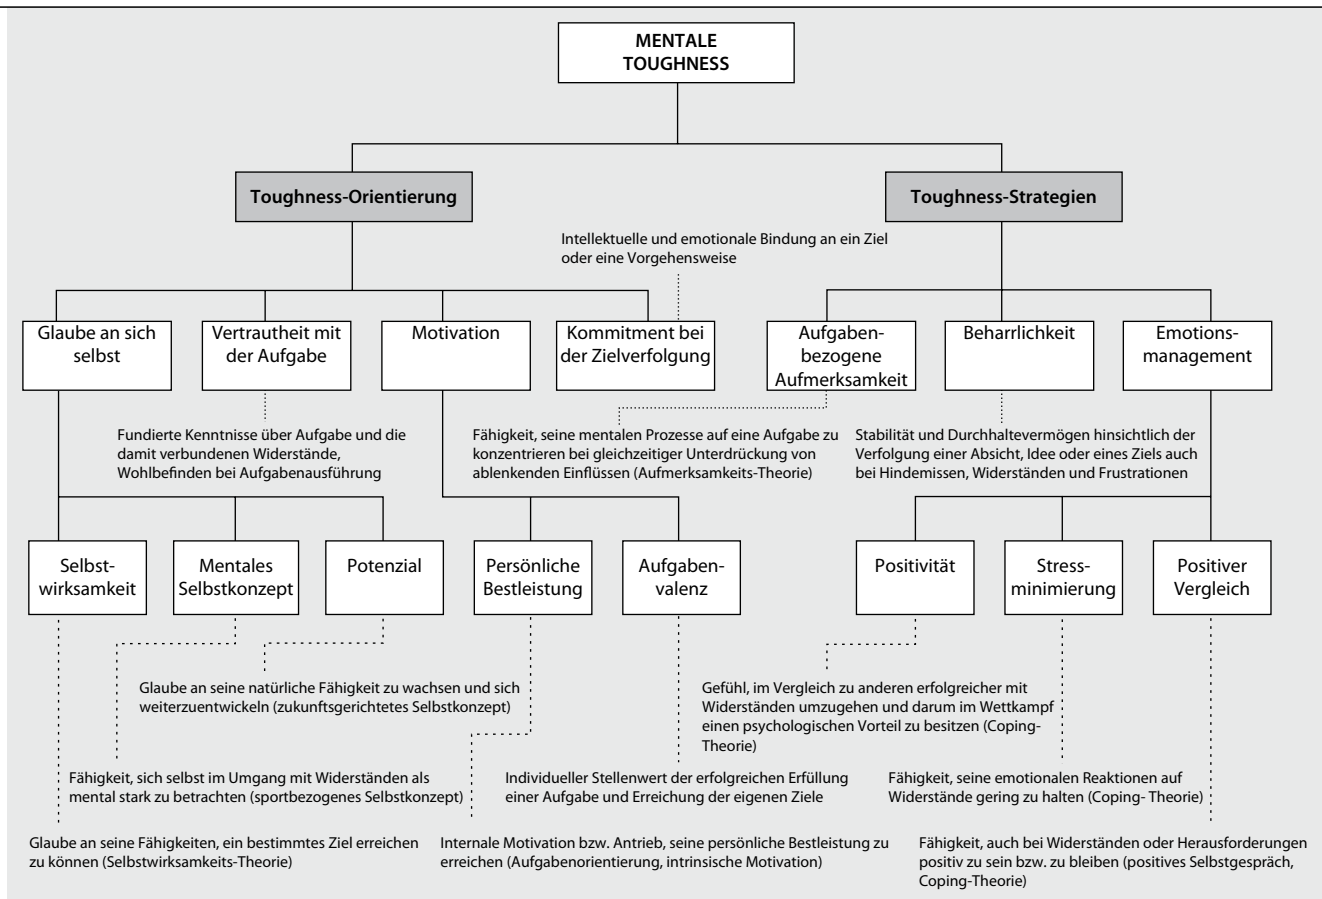 MENTALE
TOUGHNESS
Toughness-Orientierung
Toughness-Strategien
Intellektuelle und emotionale Bindung an ein Ziel
oder eine Vorgehensweise
Glaube an sich
selbst
Vertrautheit mit
der Aufgabe
Motivation
Kommitment bei
der Zielverfolgung
Aufgaben-
bezogene
Aufmerksamkeit
Beharrlichkeit
Emotions-
management
Fundierte Kenntnisse über Aufgabe und die
damit verbundenen Widerstände,
Wohlbefinden bei Aufgabenausführung
Fähigkeit, seine mentalen Prozesse auf eine Aufgabe zu
konzentrieren bei gleichzeitiger Unterdrückung von
ablenkenden Einflüssen (Aufmerksamkeits-Theorie)
Stabilität und Durchhaltevermögen hinsichtlich der
Verfolgung einer Absicht, Idee oder eines Ziels auch
bei Hindemissen, Widerständen und Frustrationen
Selbst-
wirksamkeit
Mentales
Selbstkonzept
Potenzial
Persönliche
Bestleistung
Aufgaben-
valenz
Positivität
Stress-
minimierung
Positiver
Vergleich
Glaube an seine natürliche Fähigkeit zu wachsen und sich
weiterzuentwickeln (zukunftsgerichtetes Selbstkonzept)
Gefühl, im Vergleich zu anderen erfolgreicher mit
Widerständen umzugehen und darum im Wettkampf
einen psychologischen Vorteil zu besitzen (Coping-
Theorie)
Fähigkeit, sich selbst im Umgang mit Widerständen als
mental stark zu betrachten (sportbezogenes Selbstkonzept)
Individueller Stellenwert der erfolgreichen Erfüllung
einer Aufgabe und Erreichung der eigenen Ziele
Fähigkeit, seine emotionalen Reaktionen auf
Widerstände gering zu halten (Coping- Theorie)
Glaube an seine Fähigkeiten, ein bestimmtes Ziel erreichen
zu können (Selbstwirksamkeits-Theorie)
Internale Motivation bzw. Antrieb, seine persönliche Bestleistung zu
erreichen (Aufgabenorientierung, intrinsische Motivation)
Fähigkeit, auch bei Widerständen oder Herausforderungen
positiv zu sein bzw. zu bleiben (positives Selbstgespräch,
Coping-Theorie)